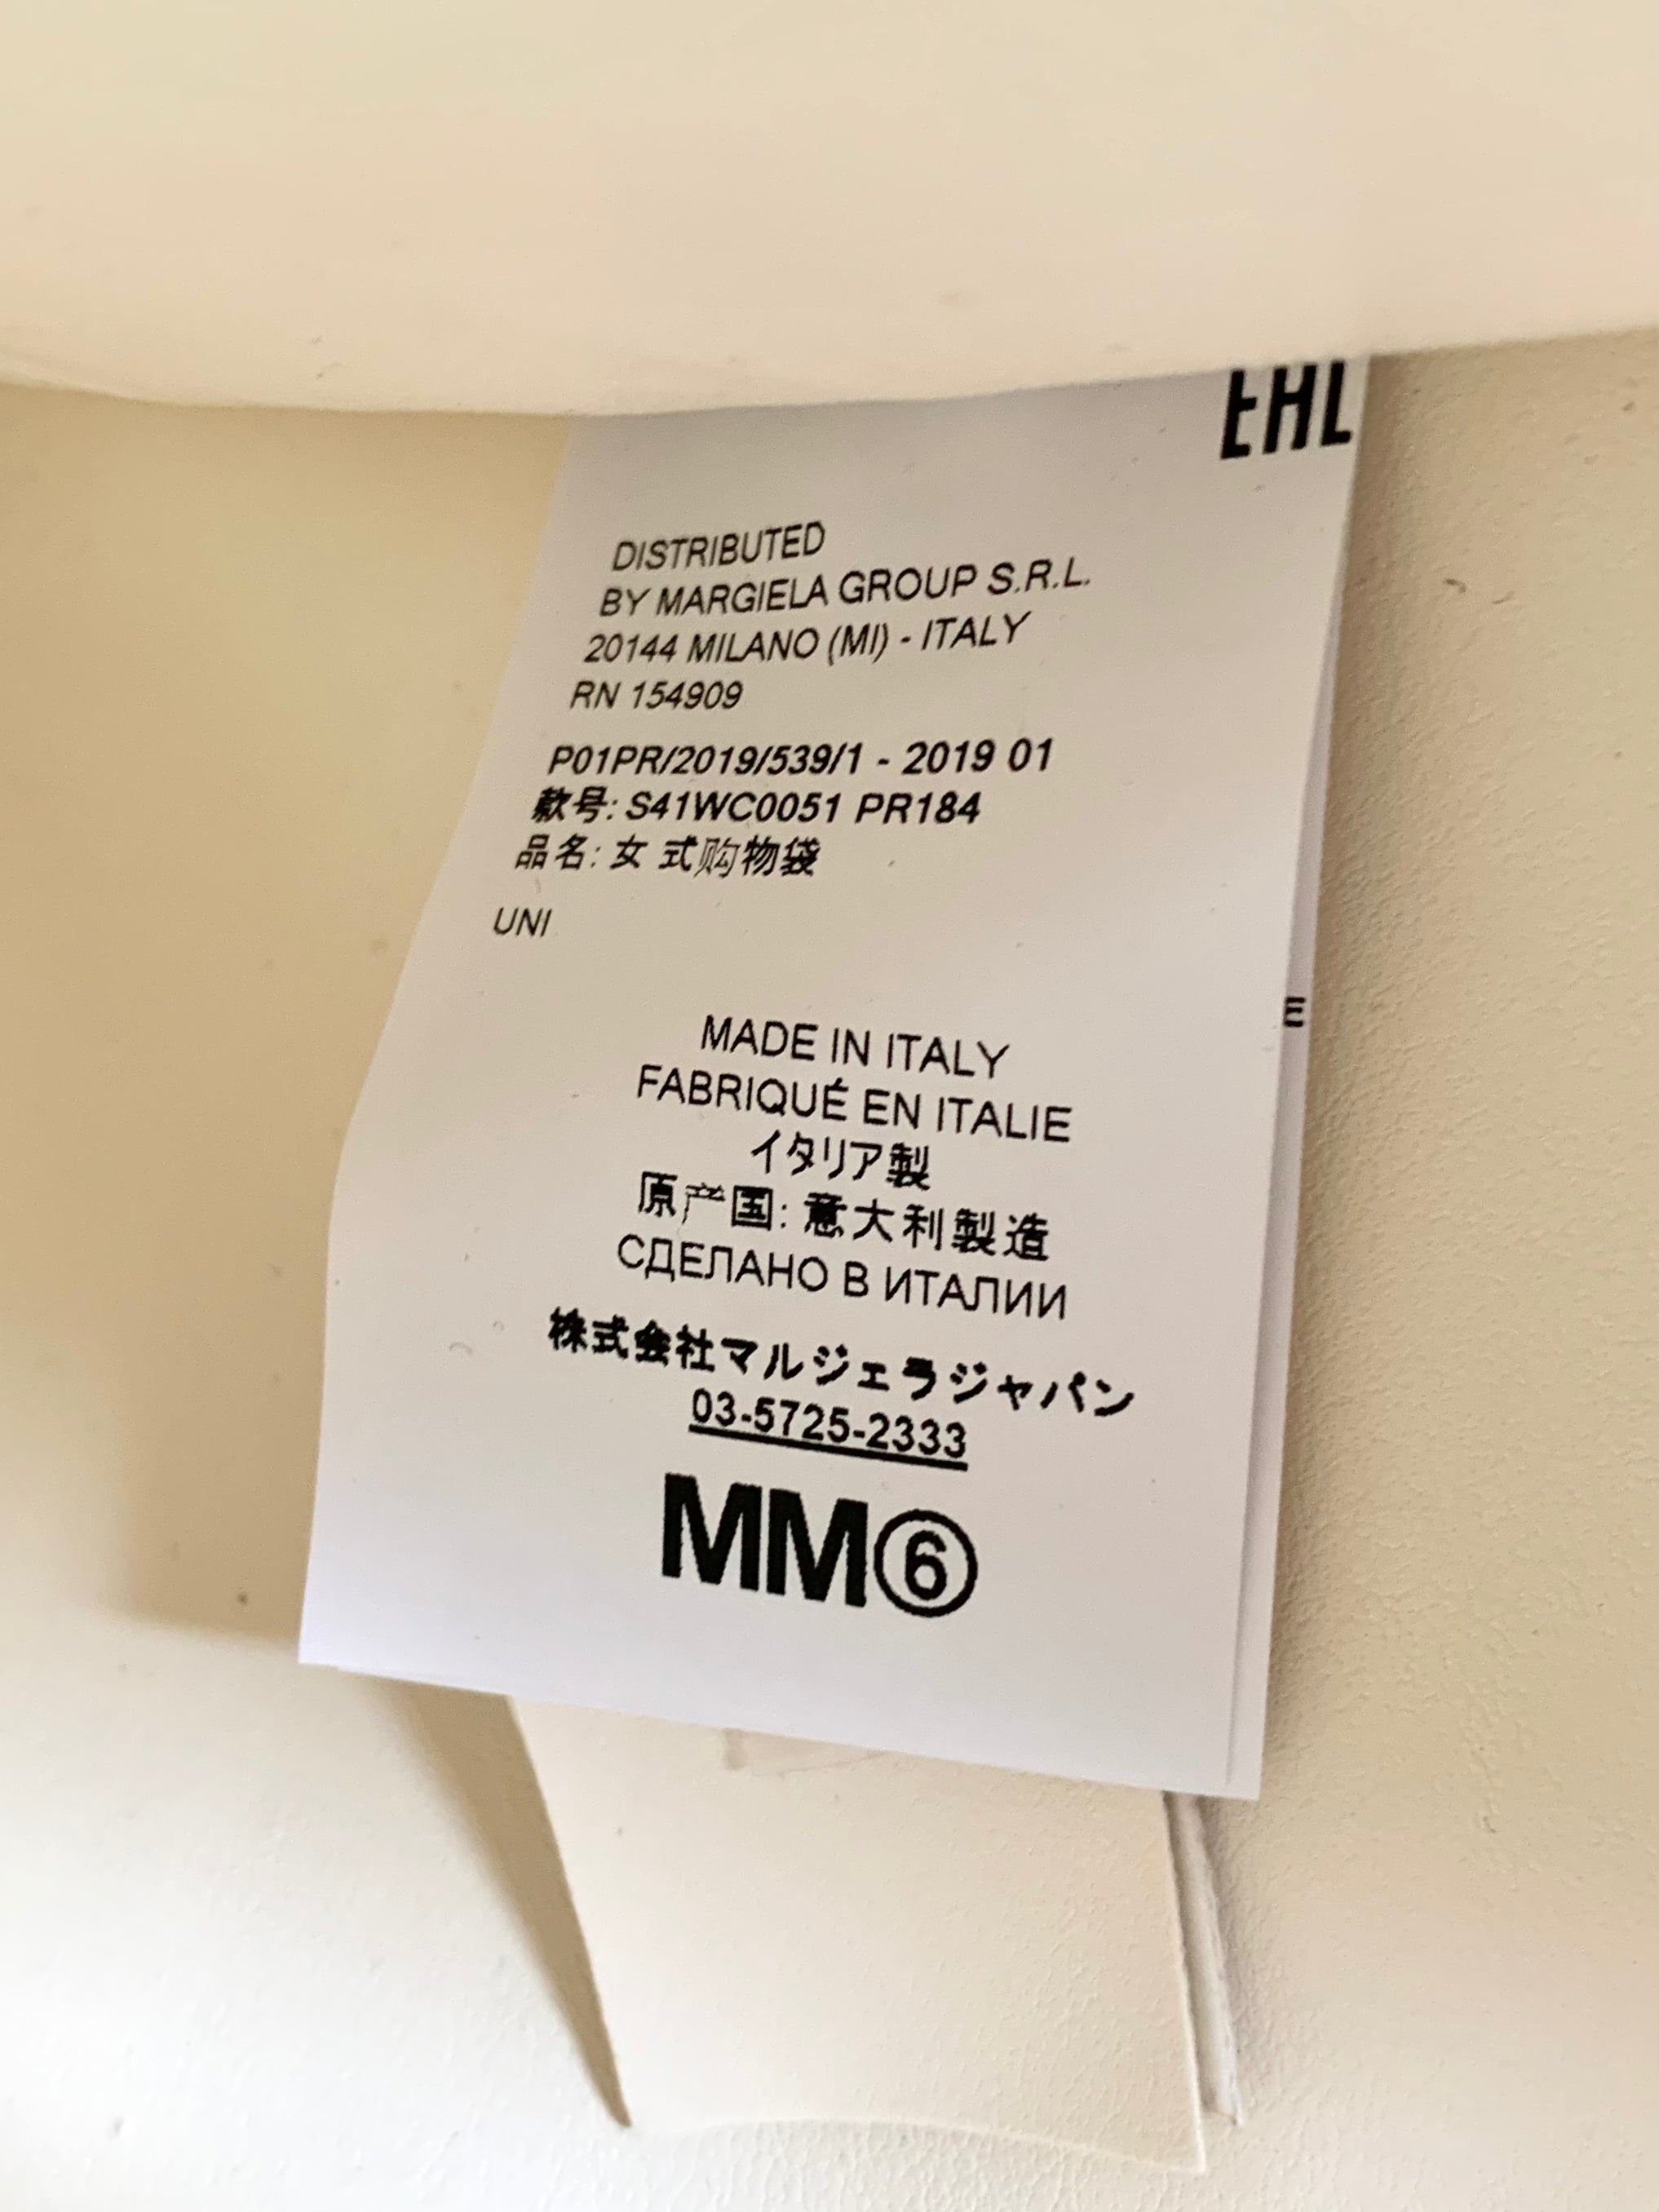 EAC
DISTRIBUTED
BY MARGIELA GROUP S.R.L.
20144 MILANO (MI) - ITALY
RN 154909
P01PR/2019/539/1 - 2019 01
款号: S41WC0051 PR184
品名: 女 式购物袋
UNI
E
MADE IN ITALY
FABRIQUÉ EN ITALIE
イタリア製
原产国: 意大利製造
СДЕЛАНО В ИТАЛИИ
株式会社マルジェラジャパン
03-5725-2333
MM⑥